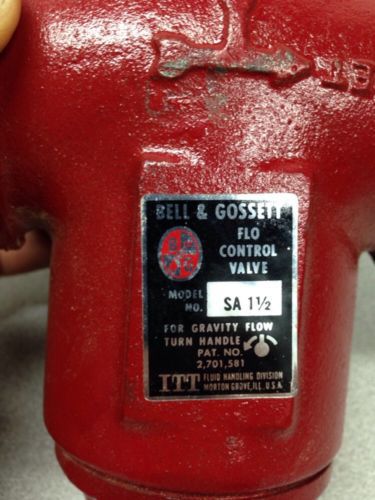 BELL & GOSSETT
FLO
CONTROL
VALVE
MODEL
NO.
SA 1½
FOR GRAVITY FLOW
TURN HANDLE
PAT. NO.
2,701,581
ITT FLUID HANDLING DIVISION
MORTON GROVE, ILL. U.S.A.